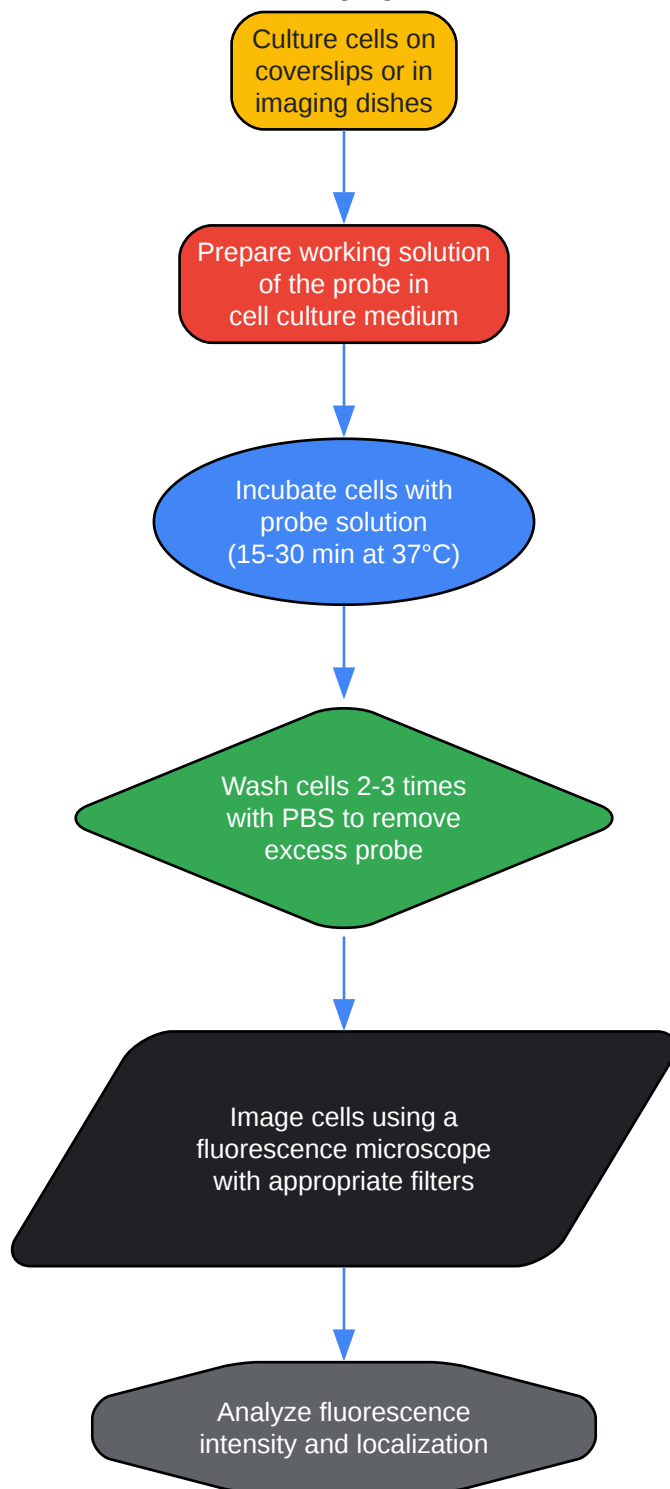 Culture cells on
coverslips or in
imaging dishes
Prepare working solution
of the probe in
cell culture medium
Incubate cells with
probe solution
(15-30 min at 37°C)
Wash cells 2-3 times
with PBS to remove
excess probe
Image cells using a
fluorescence microscope
with appropriate filters
Analyze fluorescence
intensity and localization